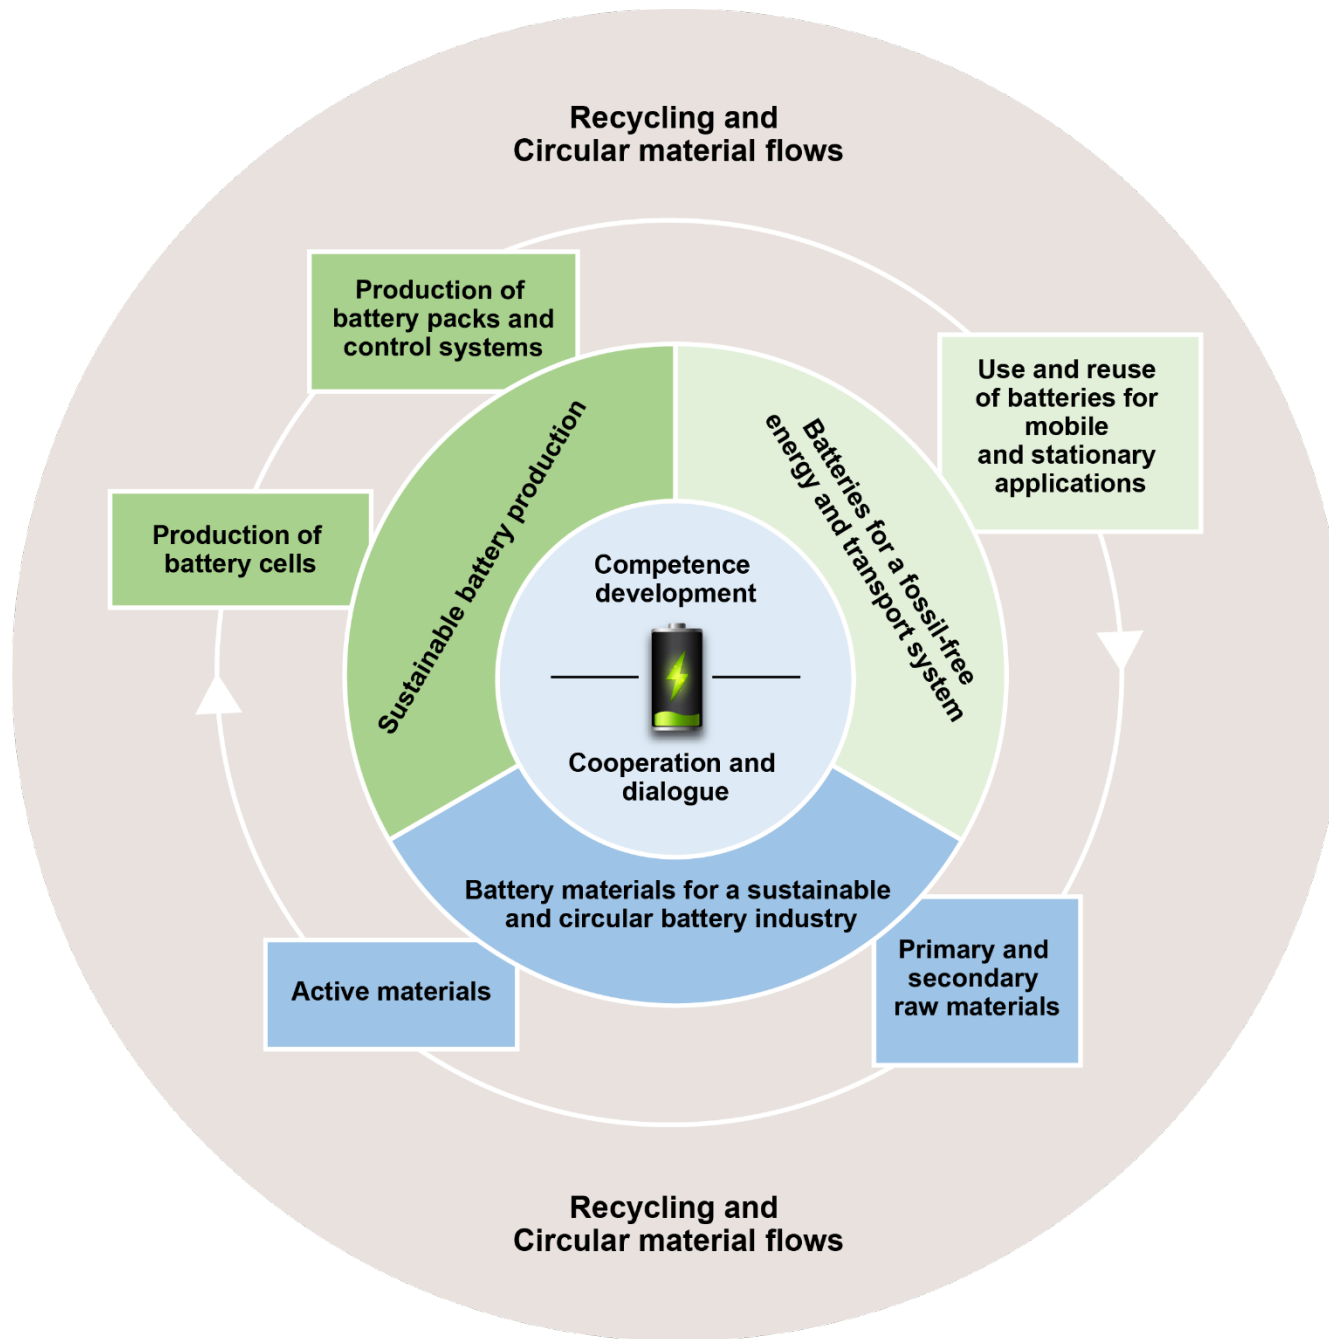 Recycling and
Circular material flows
Production of
battery packs and
control systems
Use and reuse
of batteries for
mobile
and stationary
applications
Production of
battery cells
Sustainable battery production
Batteries for a fossil-free
energy and transport system
Competence
development
Cooperation and
dialogue
Battery materials for a sustainable
and circular battery industry
Active materials
Primary and
secondary
raw materials
Recycling and
Circular material flows